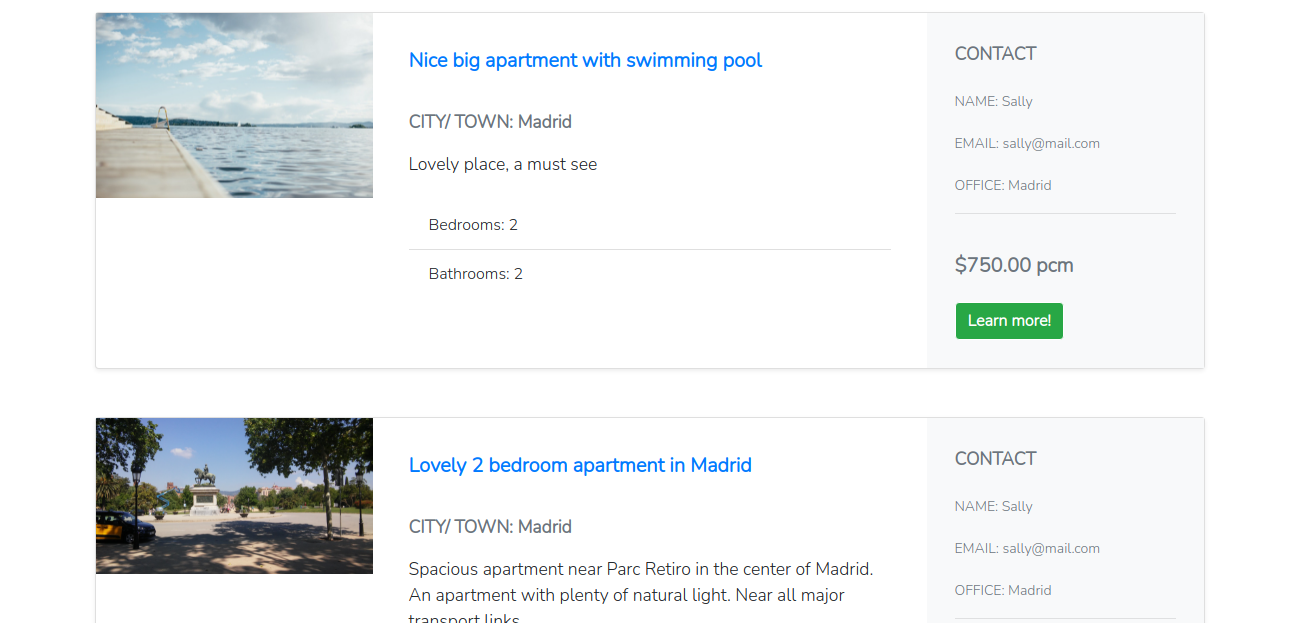 Nice big apartment with swimming pool
CITY/ TOWN: Madrid
Lovely place, a must see
Bedrooms: 2
Bathrooms: 2
CONTACT
NAME: Sally
EMAIL: sally@mail.com
OFFICE: Madrid
$750.00 pcm
Learn more!
Lovely 2 bedroom apartment in Madrid
CITY/ TOWN: Madrid
Spacious apartment near Parc Retiro in the center of Madrid.
An apartment with plenty of natural light. Near all major
transport links
CONTACT
NAME: Sally
EMAIL: sally@mail.com
OFFICE: Madrid